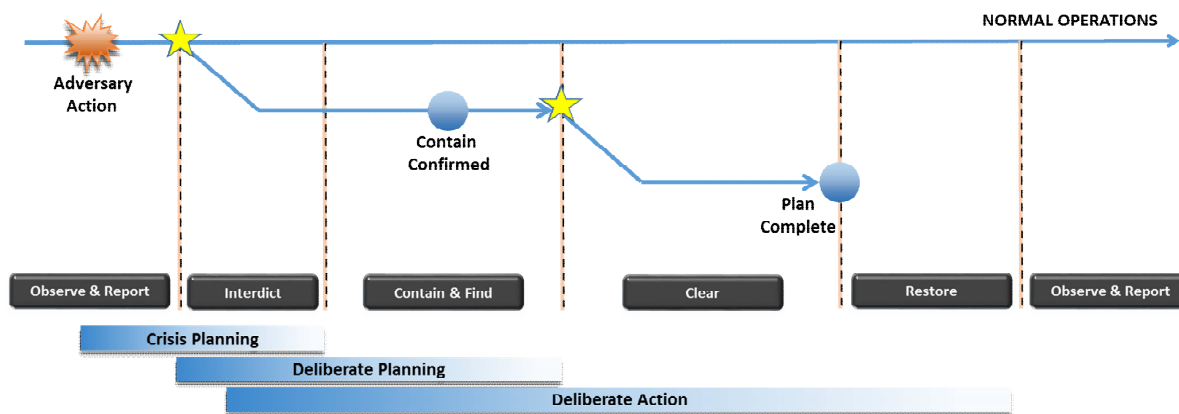 NORMAL OPERATIONS
Adversary
Action
Contain
Confirmed
Plan
Complete
Observe & Report
Interdict
Contain & Find
Clear
Restore
Observe & Report
Crisis Planning
Deliberate Planning
Deliberate Action